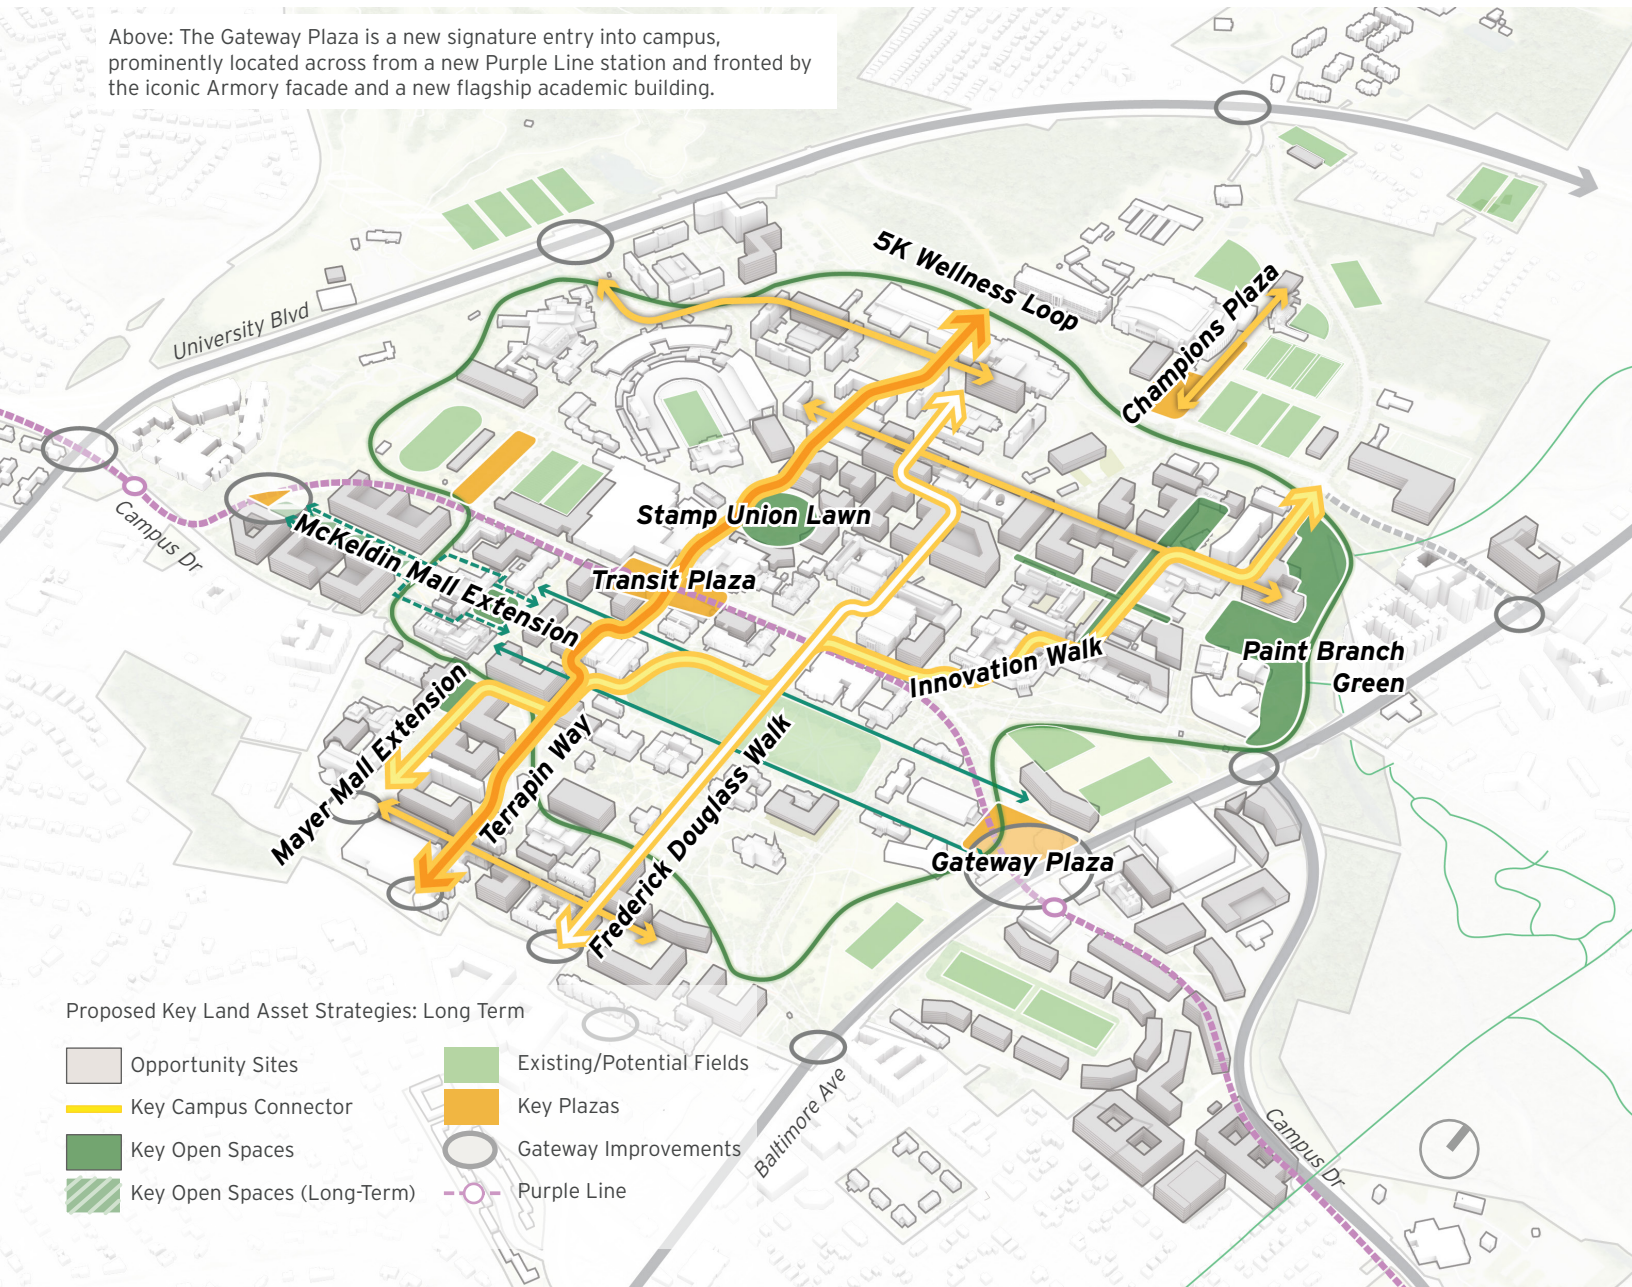 Above: The Gateway Plaza is a new signature entry into campus,
prominently located across from a new Purple Line station and fronted by
the iconic Armory facade and a new flagship academic building.
5K Wellness Loop
Champions Plaza
University Blvd
Campus Dr
McKeldin Mall Extension
Stamp Union Lawn
Transit Plaza
Innovation Walk
Paint Branch
Green
Mayer Mall Extension
Terrapin Way
Frederick Douglass Walk
Gateway Plaza
Baltimore Ave
Campus Dr
Proposed Key Land Asset Strategies: Long Term
Opportunity Sites
Key Campus Connector
Key Open Spaces
Key Open Spaces (Long-Term)
Existing/Potential Fields
Key Plazas
Gateway Improvements
Purple Line